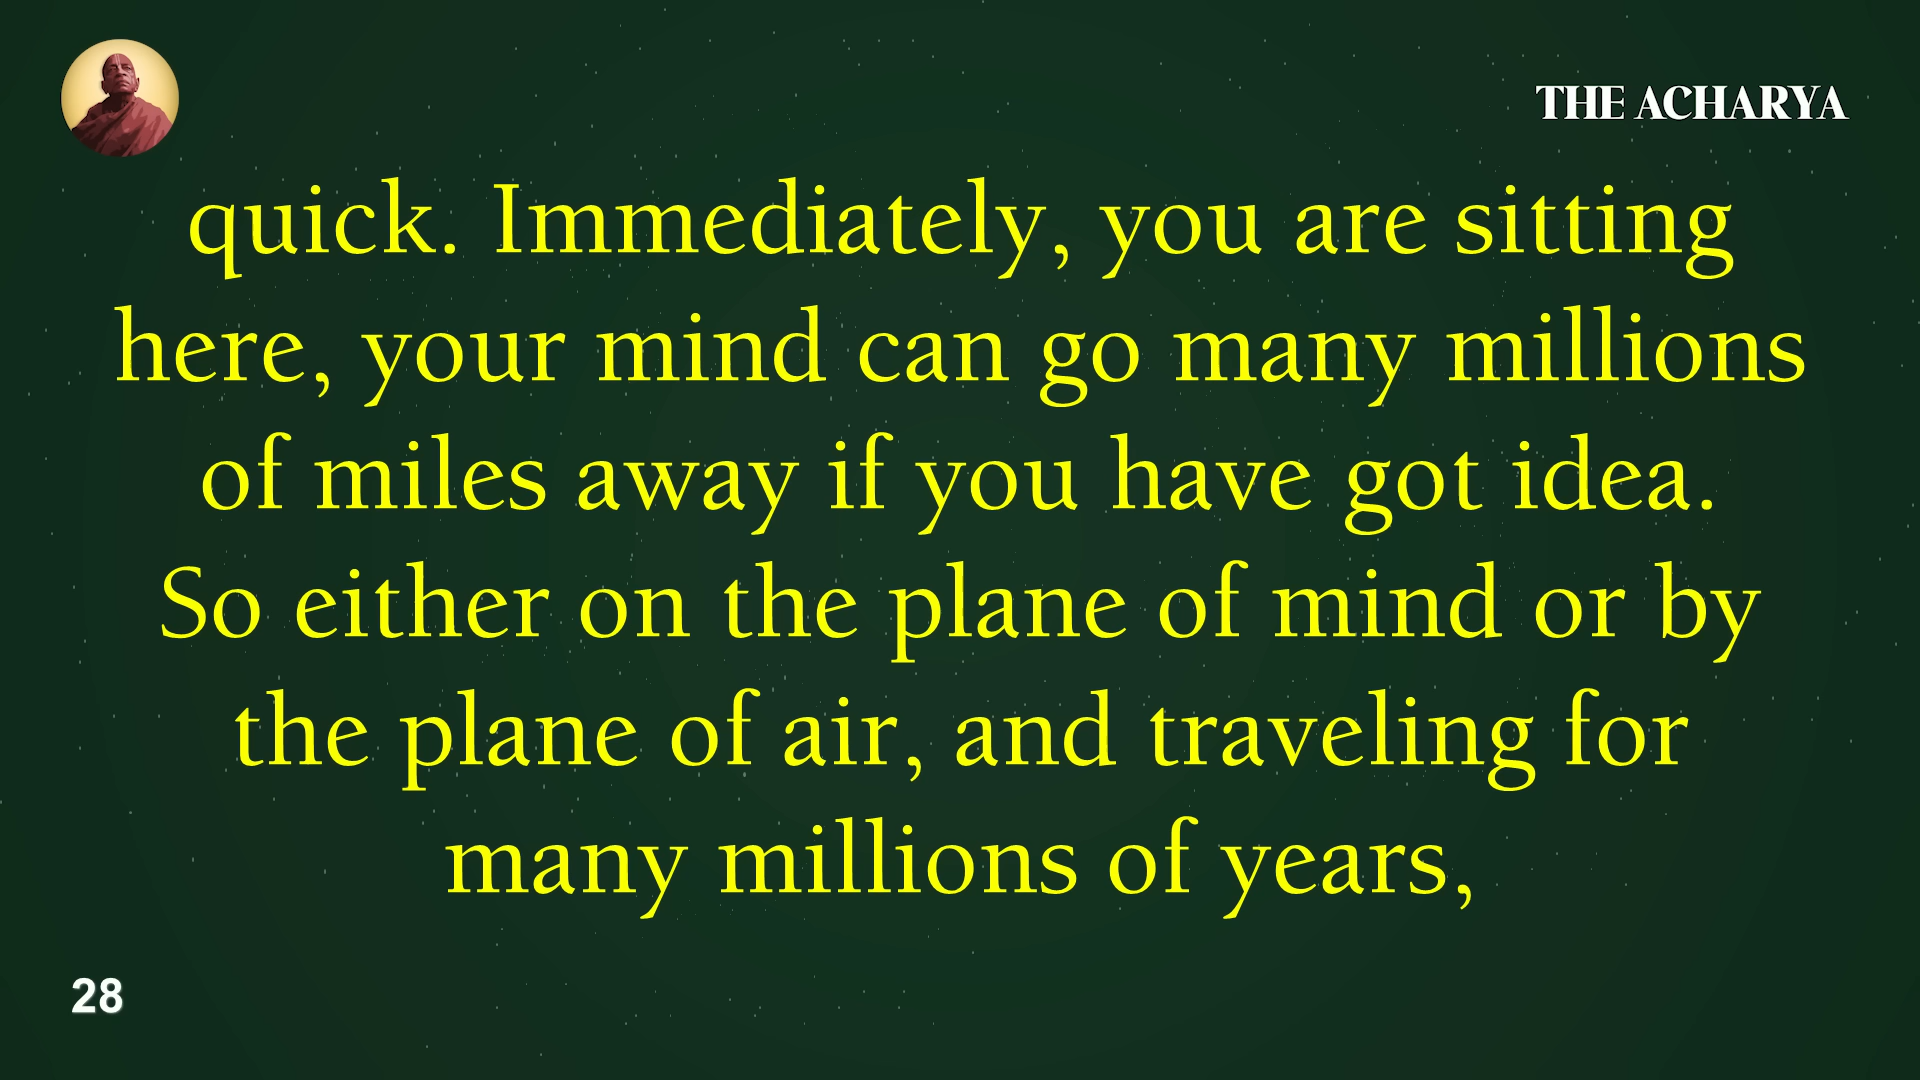 THE ACHARYA
quick. Immediately, you are sitting
here, your mind can go many millions
of miles away if you have got idea.
So either on the plane of mind or by
the plane of air, and traveling for
many millions of years,
28